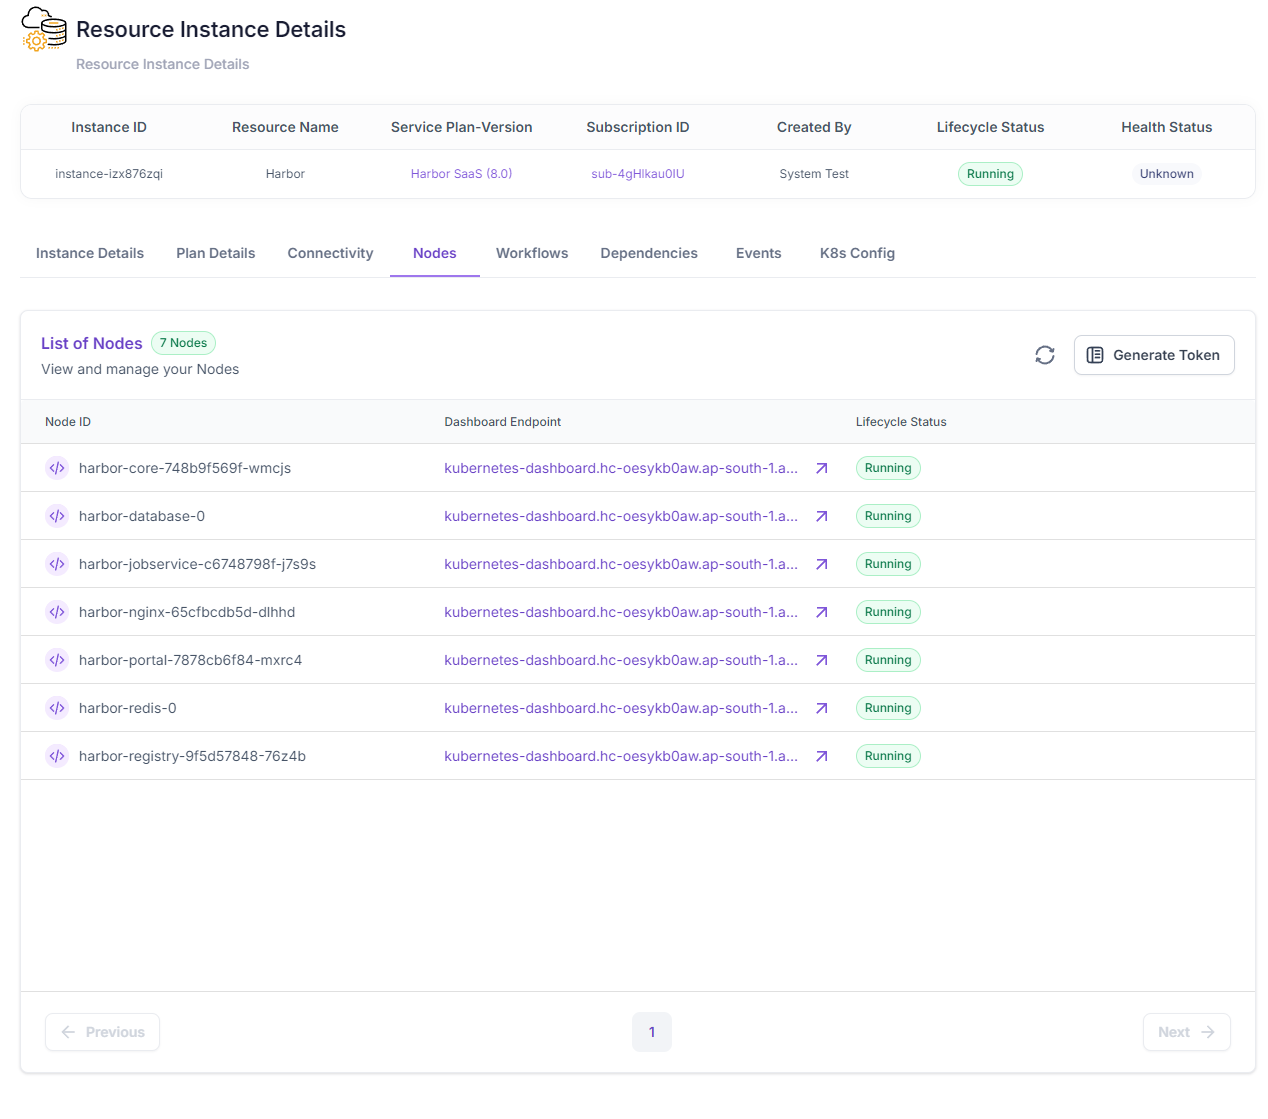 Resource Instance Details
Resource Instance Details
Instance ID Resource Name Service Plan-Version Subscription ID Created By Lifecycle Status Health Status
instance-izx876zqi Harbor Harbor SaaS (8.0) sub-4gHlkau0IU System Test Running Unknown
Instance Details Plan Details Connectivity Nodes Workflows Dependencies Events K8s Config
List of Nodes 7 Nodes
View and manage your Nodes
Generate Token
Node ID Dashboard Endpoint Lifecycle Status
harbor-core-748b9f569f-wmcjs kubernetes-dashboard.hc-oesykb0aw.ap-south-1.a... Running
harbor-database-0 kubernetes-dashboard.hc-oesykb0aw.ap-south-1.a... Running
harbor-jobservice-c6748798f-j7s9s kubernetes-dashboard.hc-oesykb0aw.ap-south-1.a... Running
harbor-nginx-65cfbcdb5d-dlhhd kubernetes-dashboard.hc-oesykb0aw.ap-south-1.a... Running
harbor-portal-7878cb6f84-mxrc4 kubernetes-dashboard.hc-oesykb0aw.ap-south-1.a... Running
harbor-redis-0 kubernetes-dashboard.hc-oesykb0aw.ap-south-1.a... Running
harbor-registry-9f5d57848-76z4b kubernetes-dashboard.hc-oesykb0aw.ap-south-1.a... Running
Previous 1 Next